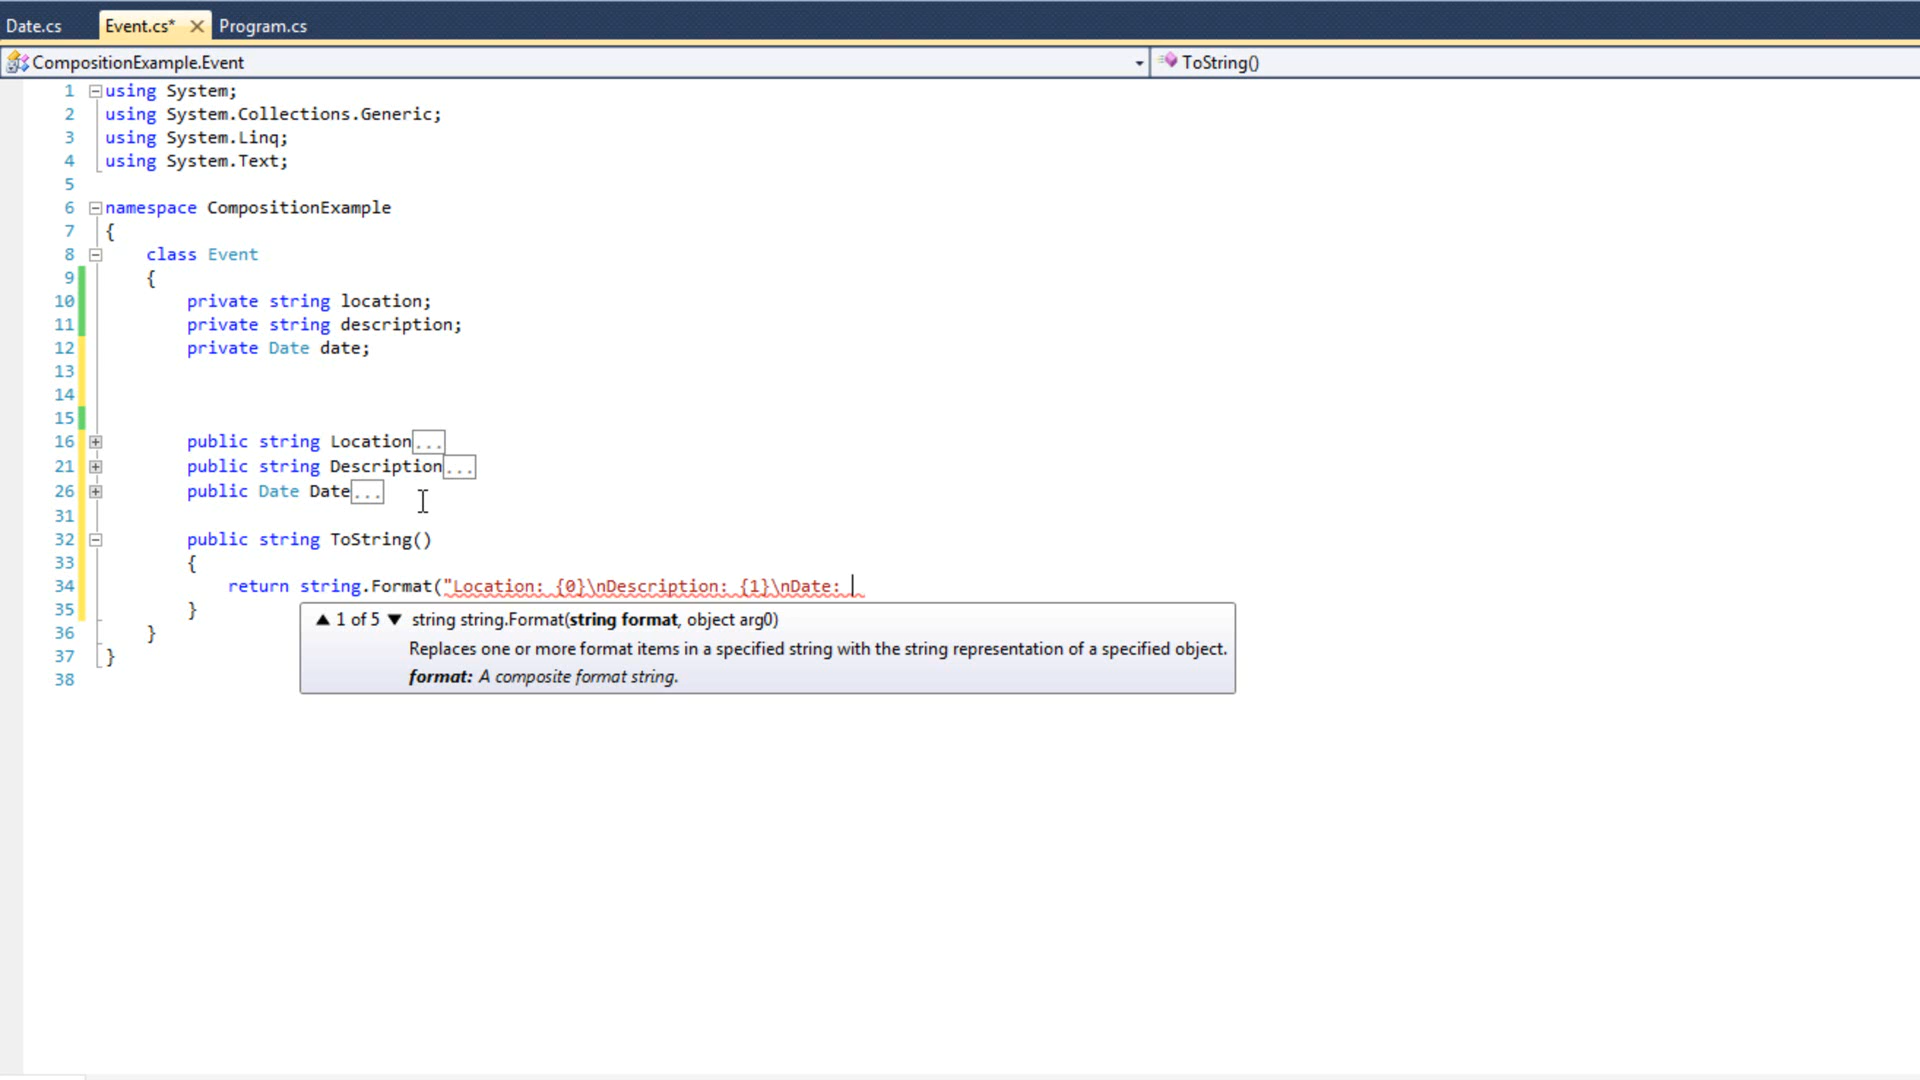 Date.cs Event.cs* Program.cs
CompositionExample.Event ToString()
1 using System;
2 using System.Collections.Generic;
3 using System.Linq;
4 using System.Text;
5
6 namespace CompositionExample
7 {
8 class Event
9 {
10 private string location;
11 private string description;
12 private Date date;
13
14
15
16 public string Location...
21 public string Description...
26 public Date Date...
31
32 public string ToString()
33 {
34 return string.Format("Location: {0}\nDescription: {1}\nDate: 
35 }
▲ 1 of 5 ▼ string string.Format(string format, object arg0)
36 }
Replaces one or more format items in a specified string with the string representation of a specified object.
37 }
format: A composite format string.
38